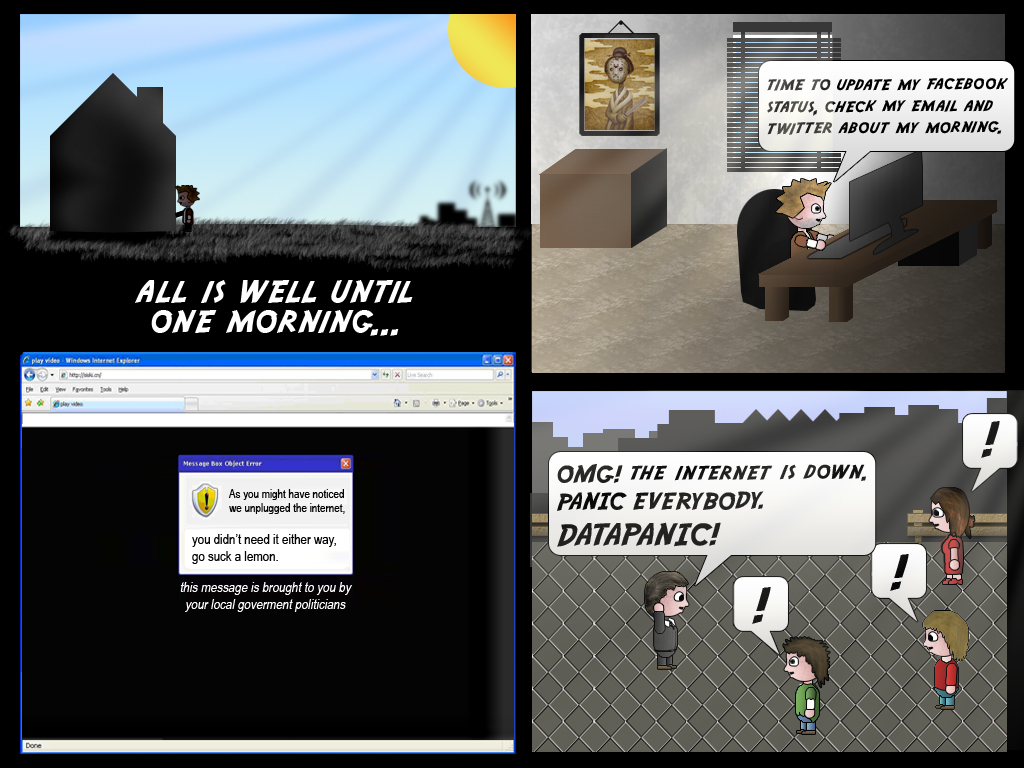 ALL IS WELL UNTIL
ONE MORNING...
TIME TO UPDATE MY FACEBOOK
STATUS, CHECK MY EMAIL AND
TWITTER ABOUT MY MORNING.
play video - Windows Internet Explorer
Live Search
File Edit View Favorites Tools Help
play video
Page Tools
Message Box Object Error
As you might have noticed
we unplugged the internet,
you didn't need it either way,
go suck a lemon.
this message is brought to you by
your local goverment politicians
Done
OMG! THE INTERNET IS DOWN.
PANIC EVERYBODY.
DATAPANIC!
!
!
!